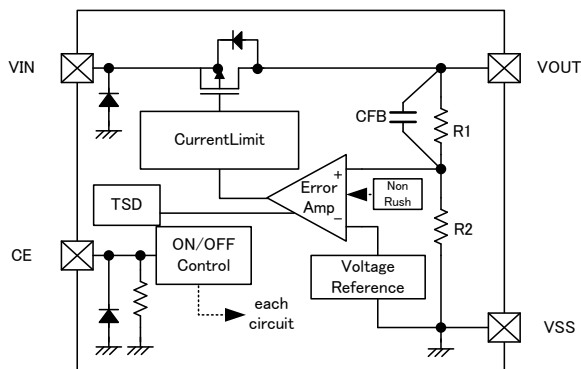 VIN
VOUT
CurrentLimit
CFB
R1
Error
Amp
+
−
Non
Rush
TSD
R2
CE
ON/OFF
Control
Voltage
Reference
each
circuit
VSS